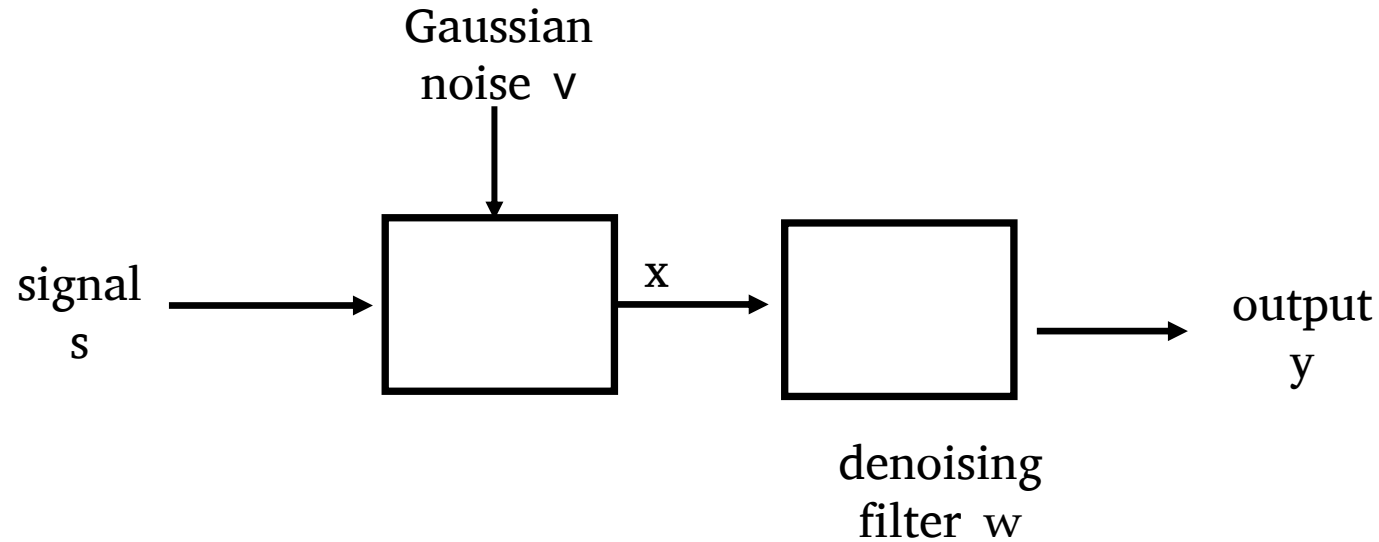 Gaussian
noise v
signal
s
x
output
y
denoising
filter w